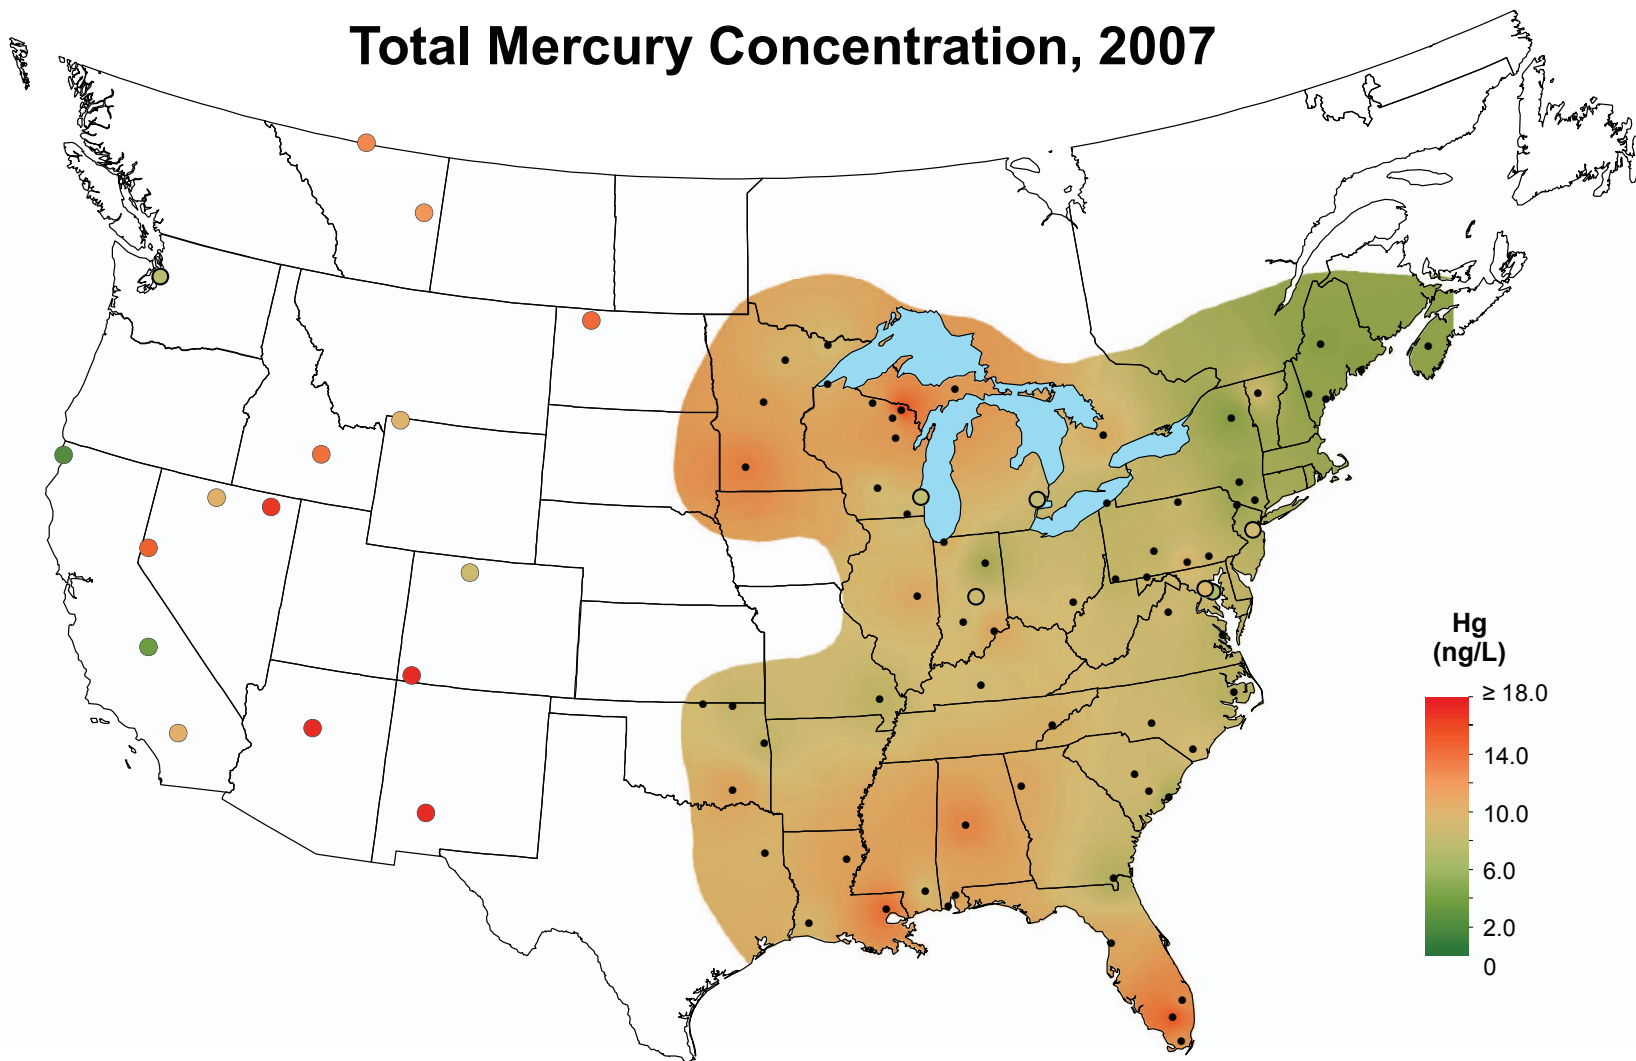 Total Mercury Concentration, 2007
Hg
(ng/L)
≥ 18.0
14.0
10.0
6.0
2.0
0